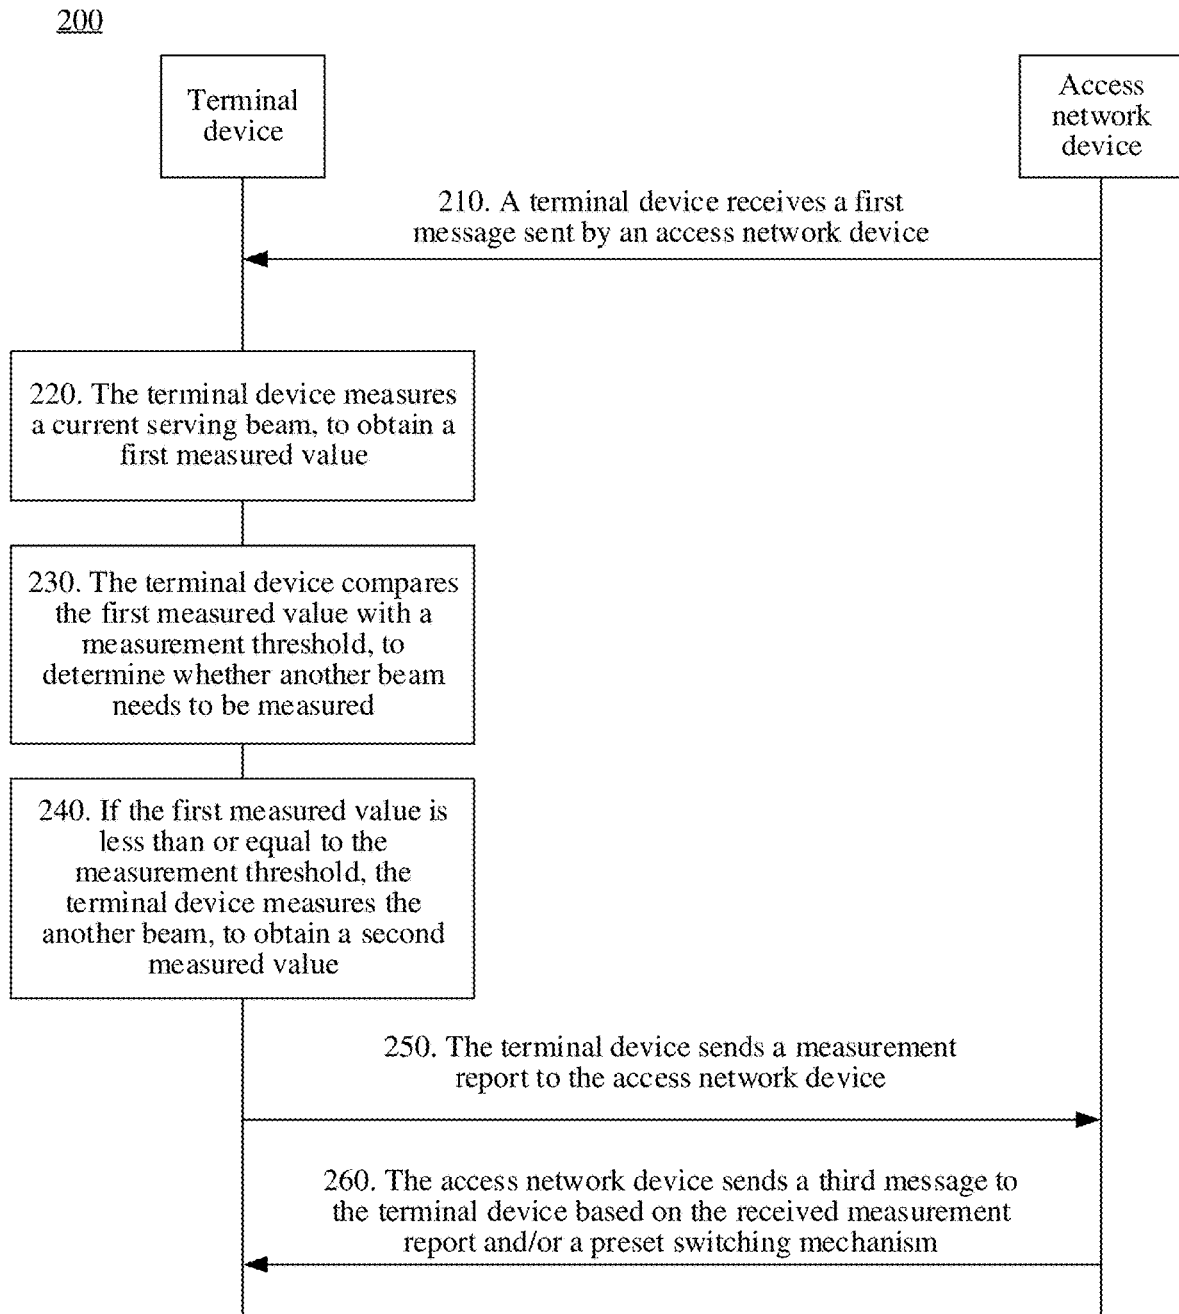 200
Terminal
device
Access
network
device
210. A terminal device receives a first
message sent by an access network device
220. The terminal device measures
a current serving beam, to obtain a
first measured value
230. The terminal device compares
the first measured value with a
measurement threshold, to
determine whether another beam
needs to be measured
240. If the first measured value is
less than or equal to the
measurement threshold, the
terminal device measures the
another beam, to obtain a second
measured value
250. The terminal device sends a measurement
report to the access network device
260. The access network device sends a third message to
the terminal device based on the received measurement
report and/or a preset switching mechanism